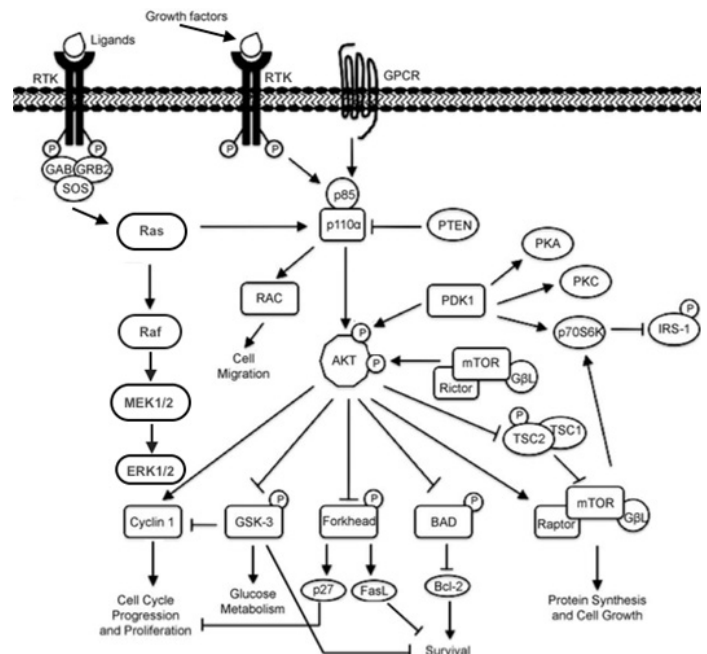 Growth factors
Ligands
RTK
RTK
GPCR
P
P
P
P
GAB
GRB2
SOS
p85
p110α
PTEN
Ras
PKA
PKC
RAC
PDK1
P
IRS-1
p70S6K
Raf
Cell
Migration
P
AKT
P
mTOR
Rictor
GβL
MEK1/2
P
TSC2
TSC1
ERK1/2
Cyclin 1
P
GSK-3
P
Forkhead
P
BAD
mTOR
Raptor
GβL
p27
FasL
Bcl-2
Cell Cycle
Progression
and Proliferation
Glucose
Metabolism
Protein Synthesis
and Cell Growth
Survival